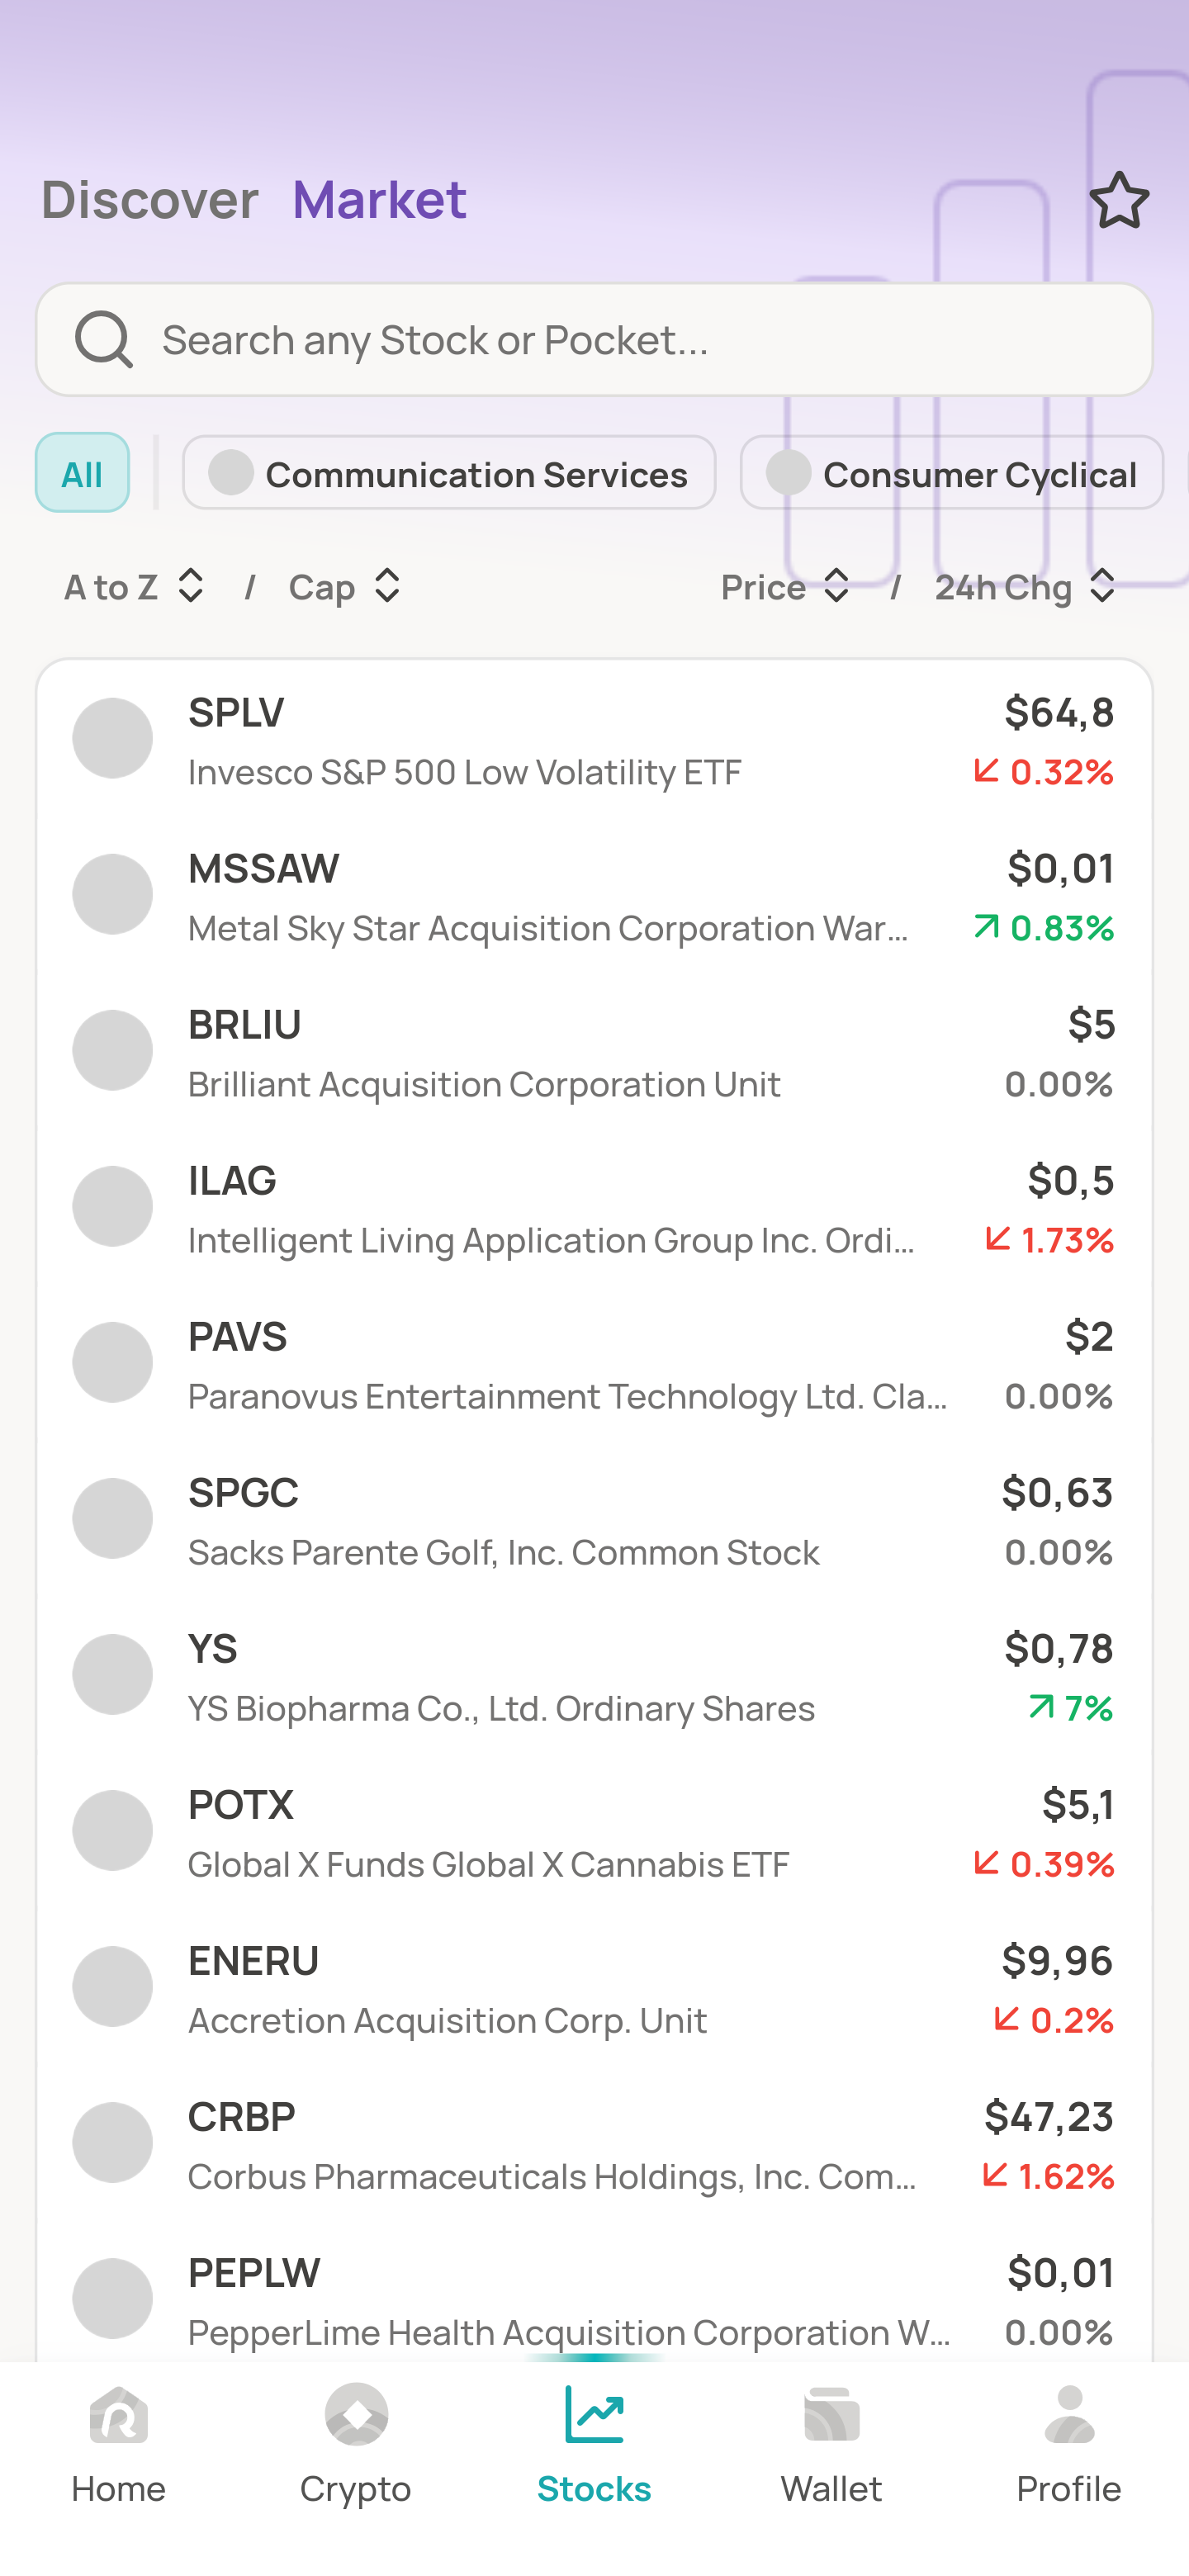 Discover Market
Search any Stock or Pocket...
All Communication Services Consumer Cyclical
A to Z / Cap Price / 24h Chg
SPLV $64,8
Invesco S&P 500 Low Volatility ETF 0.32%
MSSAW $0,01
Metal Sky Star Acquisition Corporation War... 0.83%
BRLIU $5
Brilliant Acquisition Corporation Unit 0.00%
ILAG $0,5
Intelligent Living Application Group Inc. Ordi... 1.73%
PAVS $2
Paranovus Entertainment Technology Ltd. Cla... 0.00%
SPGC $0,63
Sacks Parente Golf, Inc. Common Stock 0.00%
YS $0,78
YS Biopharma Co., Ltd. Ordinary Shares 7%
POTX $5,1
Global X Funds Global X Cannabis ETF 0.39%
ENERU $9,96
Accretion Acquisition Corp. Unit 0.2%
CRBP $47,23
Corbus Pharmaceuticals Holdings, Inc. Com... 1.62%
PEPLW $0,01
PepperLime Health Acquisition Corporation W... 0.00%
Home Crypto Stocks Wallet Profile